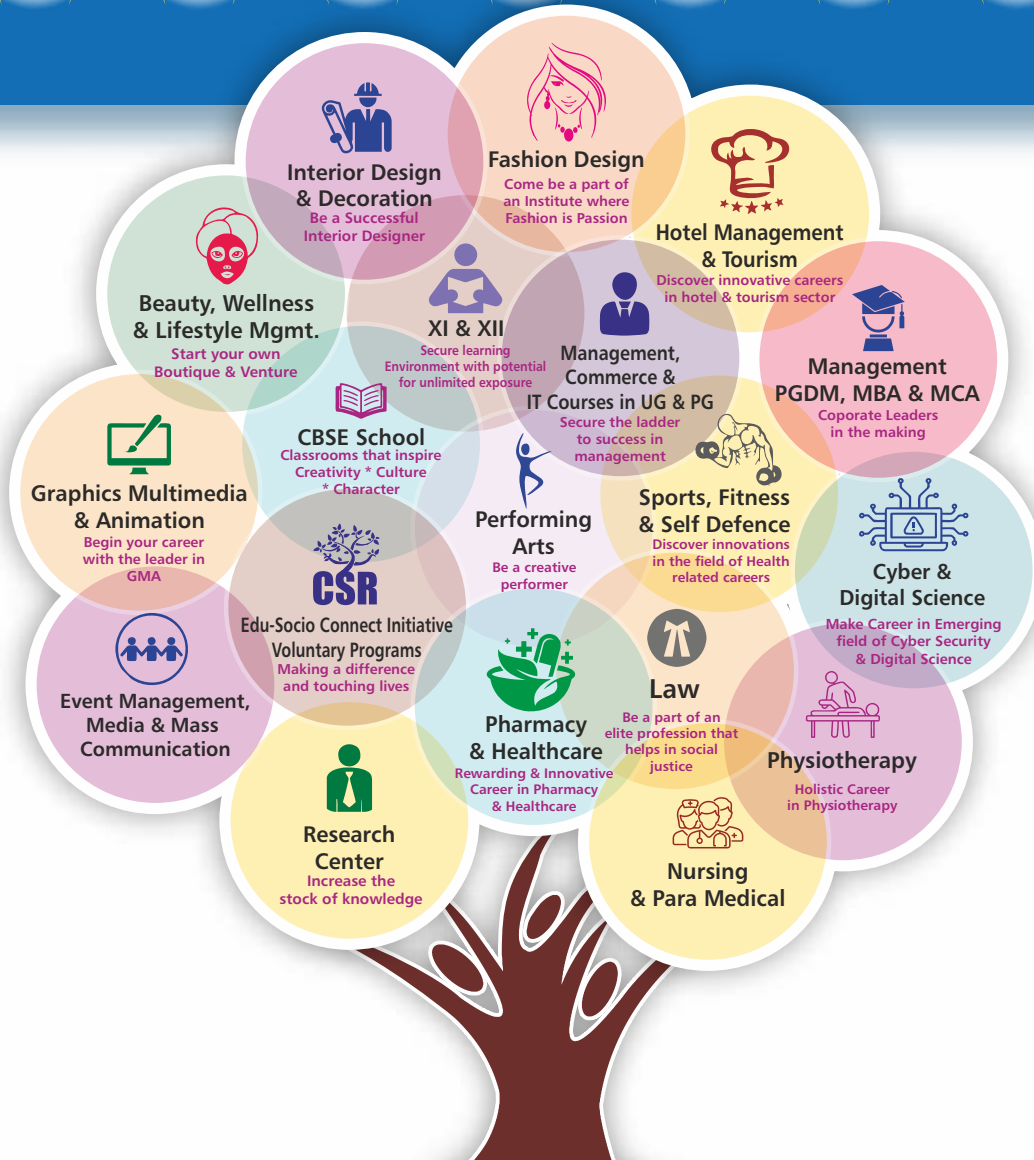 Interior Design
& Decoration
Be a Successful
Interior Designer
Fashion Design
Come be a part of
an Institute where
Fashion is Passion
Hotel Management
& Tourism
Discover innovative careers
in hotel & tourism sector
Beauty, Wellness
& Lifestyle Mgmt.
Start your own
Boutique & Venture
XI & XII
Secure learning
Environment with potential
for unlimited exposure
Management,
Commerce &
IT Courses in UG & PG
Secure the ladder
to success in
management
Management
PGDM, MBA & MCA
Coporate Leaders
in the making
CBSE School
Classrooms that inspire
Creativity * Culture
* Character
Graphics Multimedia
& Animation
Begin your career
with the leader in
GMA
Performing
Arts
Be a creative
performer
Sports, Fitness
& Self Defence
Discover innovations
in the field of Health
related careers
Cyber &
Digital Science
Make Career in Emerging
field of Cyber Security
& Digital Science
CSR
Edu-Socio Connect Initiative
Voluntary Programs
Making a difference
and touching lives
Event Management,
Media & Mass
Communication
Pharmacy
& Healthcare
Rewarding & Innovative
Career in Pharmacy
& Healthcare
Law
Be a part of an
elite profession that
helps in social
justice
Physiotherapy
Holistic Career
in Physiotherapy
Research
Center
Increase the
stock of knowledge
Nursing
& Para Medical